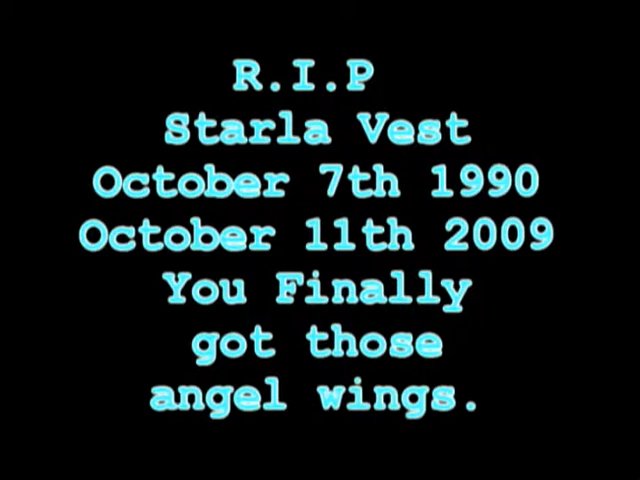 R.I.P
Starla Vest
October 7th 1990
October 11th 2009
You Finally
got those
angel wings.